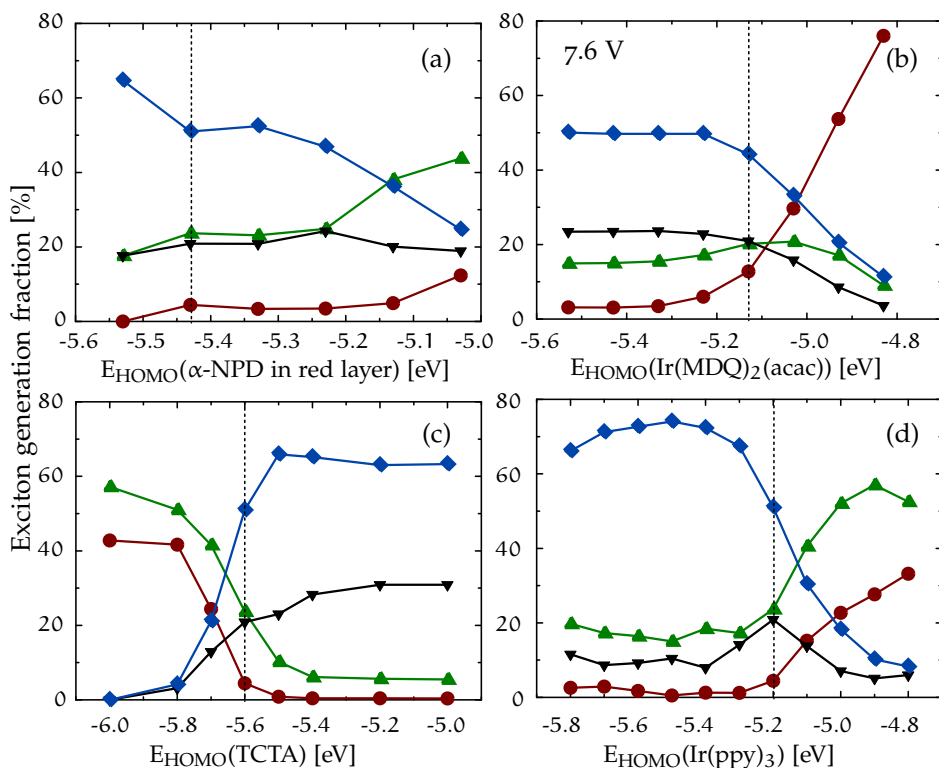 Exciton generation fraction [%]
80
60
40
20
0
(a)
-5.6 -5.5 -5.4 -5.3 -5.2 -5.1 -5.0
E_HOMO(α-NPD in red layer) [eV]
80
60
40
20
0
7.6 V
(b)
-5.6 -5.4 -5.2 -5.0 -4.8
E_HOMO(Ir(MDQ)2(acac)) [eV]
80
60
40
20
0
(c)
-6.0 -5.8 -5.6 -5.4 -5.2 -5.0
E_HOMO(TCTA) [eV]
80
60
40
20
0
(d)
-5.8 -5.6 -5.4 -5.2 -5.0 -4.8
E_HOMO(Ir(ppy)3) [eV]